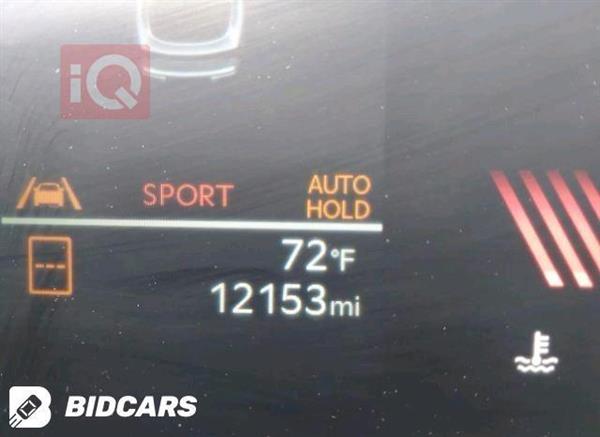 iQ
SPORT
AUTO
HOLD
72°F
12153mi
BIDCARS